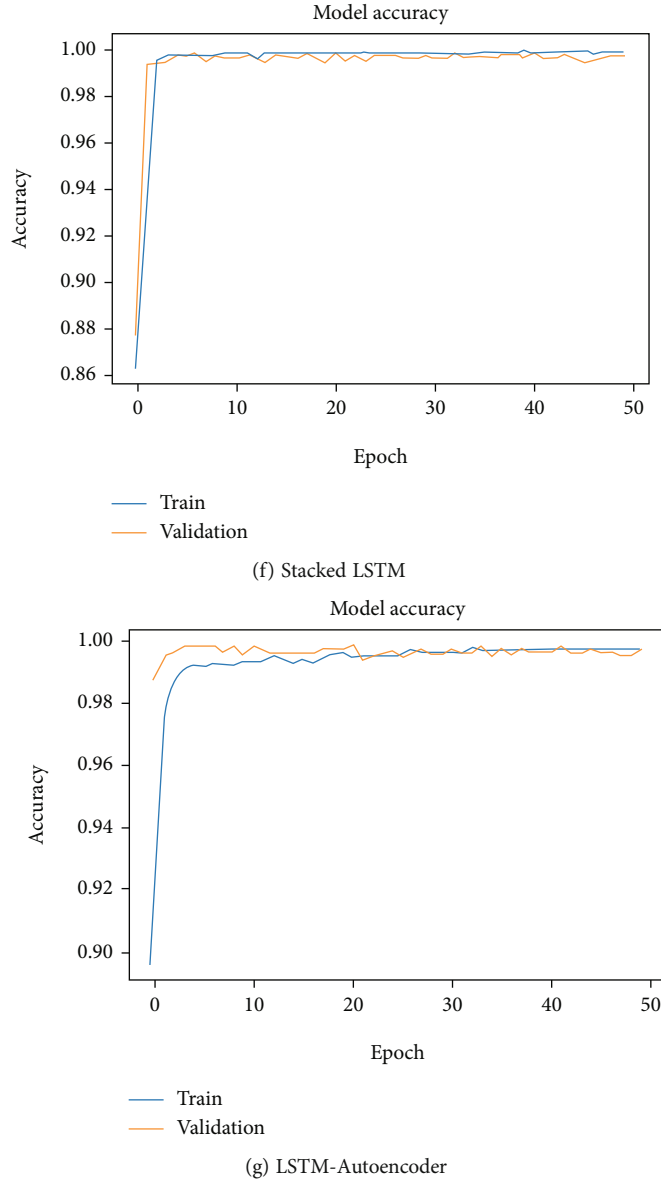 Model accuracy
1.00
0.98
0.96
0.94
0.92
0.90
0.88
0.86
Accuracy
0 10 20 30 40 50
Epoch
Train
Validation
(f) Stacked LSTM
Model accuracy
1.00
0.98
0.96
0.94
0.92
0.90
Accuracy
0 10 20 30 40 50
Epoch
Train
Validation
(g) LSTM-Autoencoder